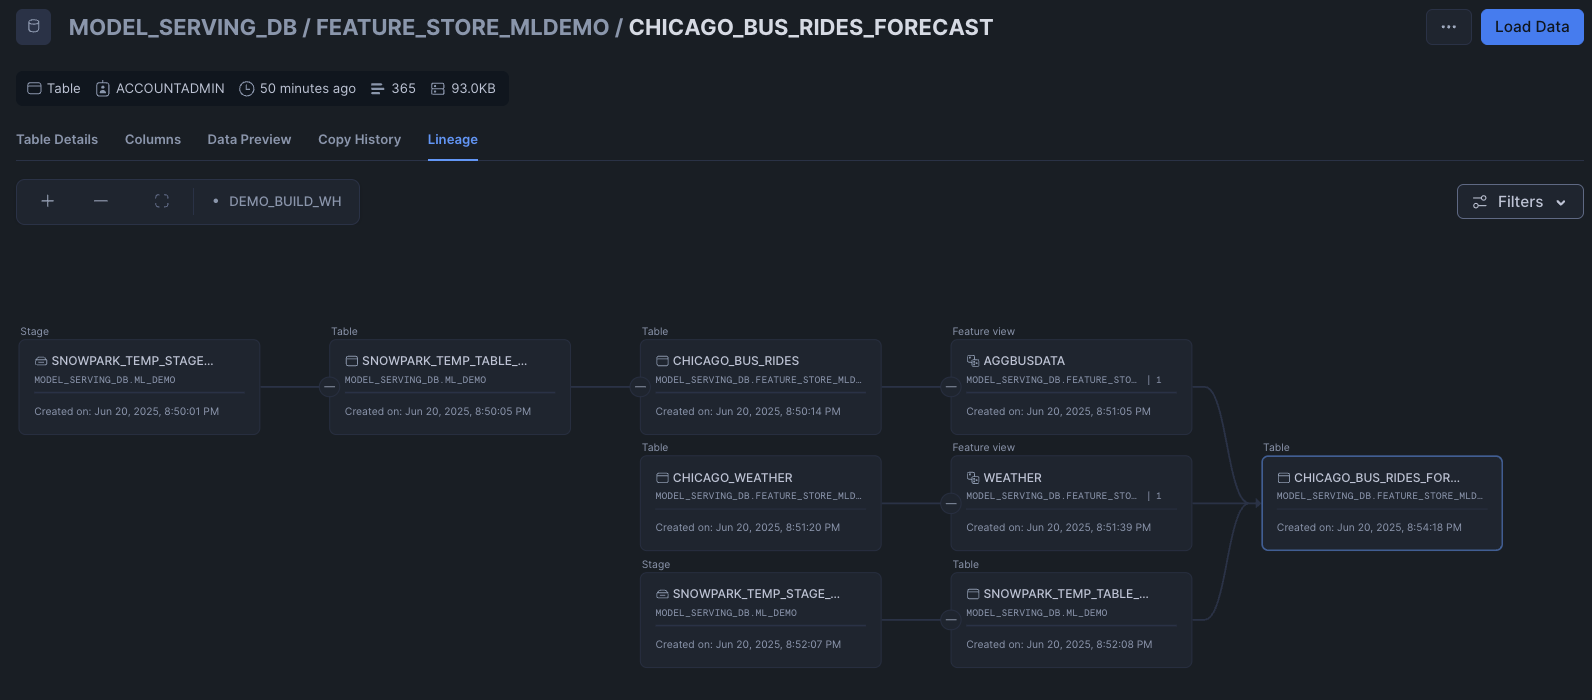 MODEL_SERVING_DB / FEATURE_STORE_MLDEMO / CHICAGO_BUS_RIDES_FORECAST
... Load Data
Table ACCOUNTADMIN 50 minutes ago 365 93.0KB
Table Details Columns Data Preview Copy History Lineage
+ — • DEMO_BUILD_WH
Filters
Stage
SNOWPARK_TEMP_STAGE...
MODEL_SERVING_DB.ML_DEMO
Created on: Jun 20, 2025, 8:50:01 PM
Table
SNOWPARK_TEMP_TABLE_...
MODEL_SERVING_DB.ML_DEMO
Created on: Jun 20, 2025, 8:50:05 PM
Table
CHICAGO_BUS_RIDES
MODEL_SERVING_DB.FEATURE_STORE_MLD...
Created on: Jun 20, 2025, 8:50:14 PM
Feature view
AGGBUSDATA
MODEL_SERVING_DB.FEATURE_STO... | 1
Created on: Jun 20, 2025, 8:51:05 PM
Table
CHICAGO_WEATHER
MODEL_SERVING_DB.FEATURE_STORE_MLD...
Created on: Jun 20, 2025, 8:51:20 PM
Feature view
WEATHER
MODEL_SERVING_DB.FEATURE_STO... | 1
Created on: Jun 20, 2025, 8:51:39 PM
Table
CHICAGO_BUS_RIDES_FOR...
MODEL_SERVING_DB.FEATURE_STORE_MLD...
Created on: Jun 20, 2025, 8:54:18 PM
Stage
SNOWPARK_TEMP_STAGE_...
MODEL_SERVING_DB.ML_DEMO
Created on: Jun 20, 2025, 8:52:07 PM
Table
SNOWPARK_TEMP_TABLE_...
MODEL_SERVING_DB.ML_DEMO
Created on: Jun 20, 2025, 8:52:08 PM